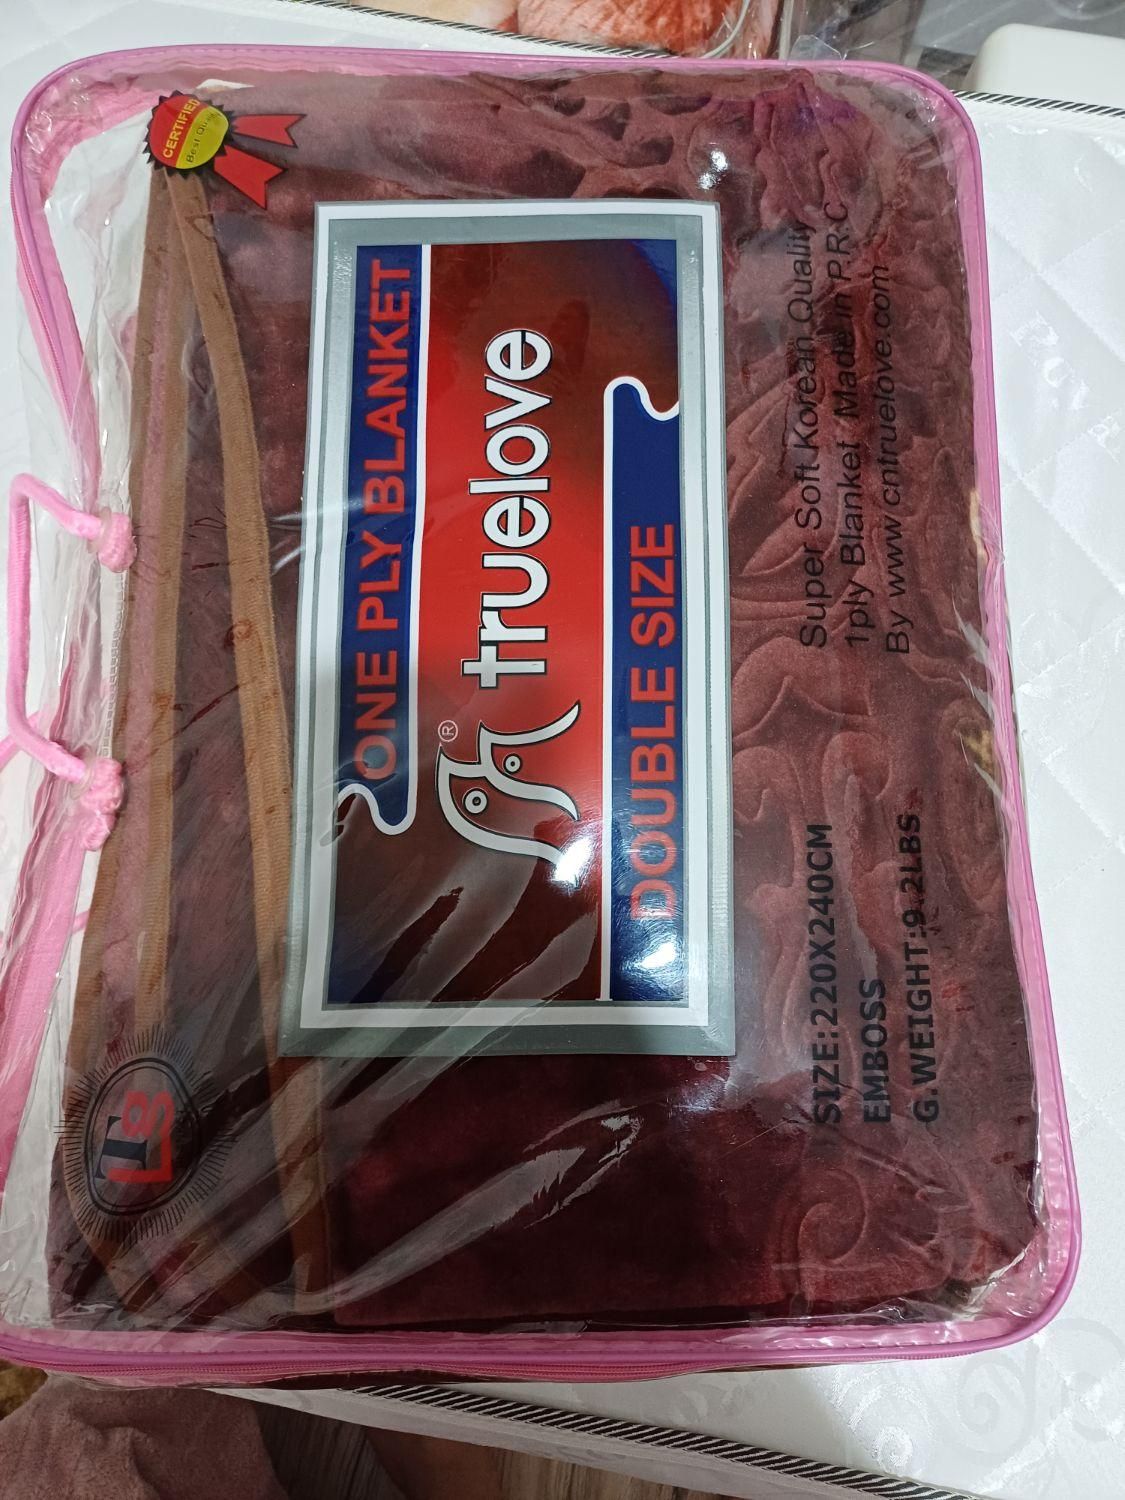 CERTIFIED
Best Quality
ONE PLY BLANKET
truelove
®
DOUBLE SIZE
Super Soft Korean Quality
1ply Blanket Made in P.R.C
By www.cntruelove.com
SIZE:220X240CM
EMBOSS
G.WEIGHT:9.2LBS